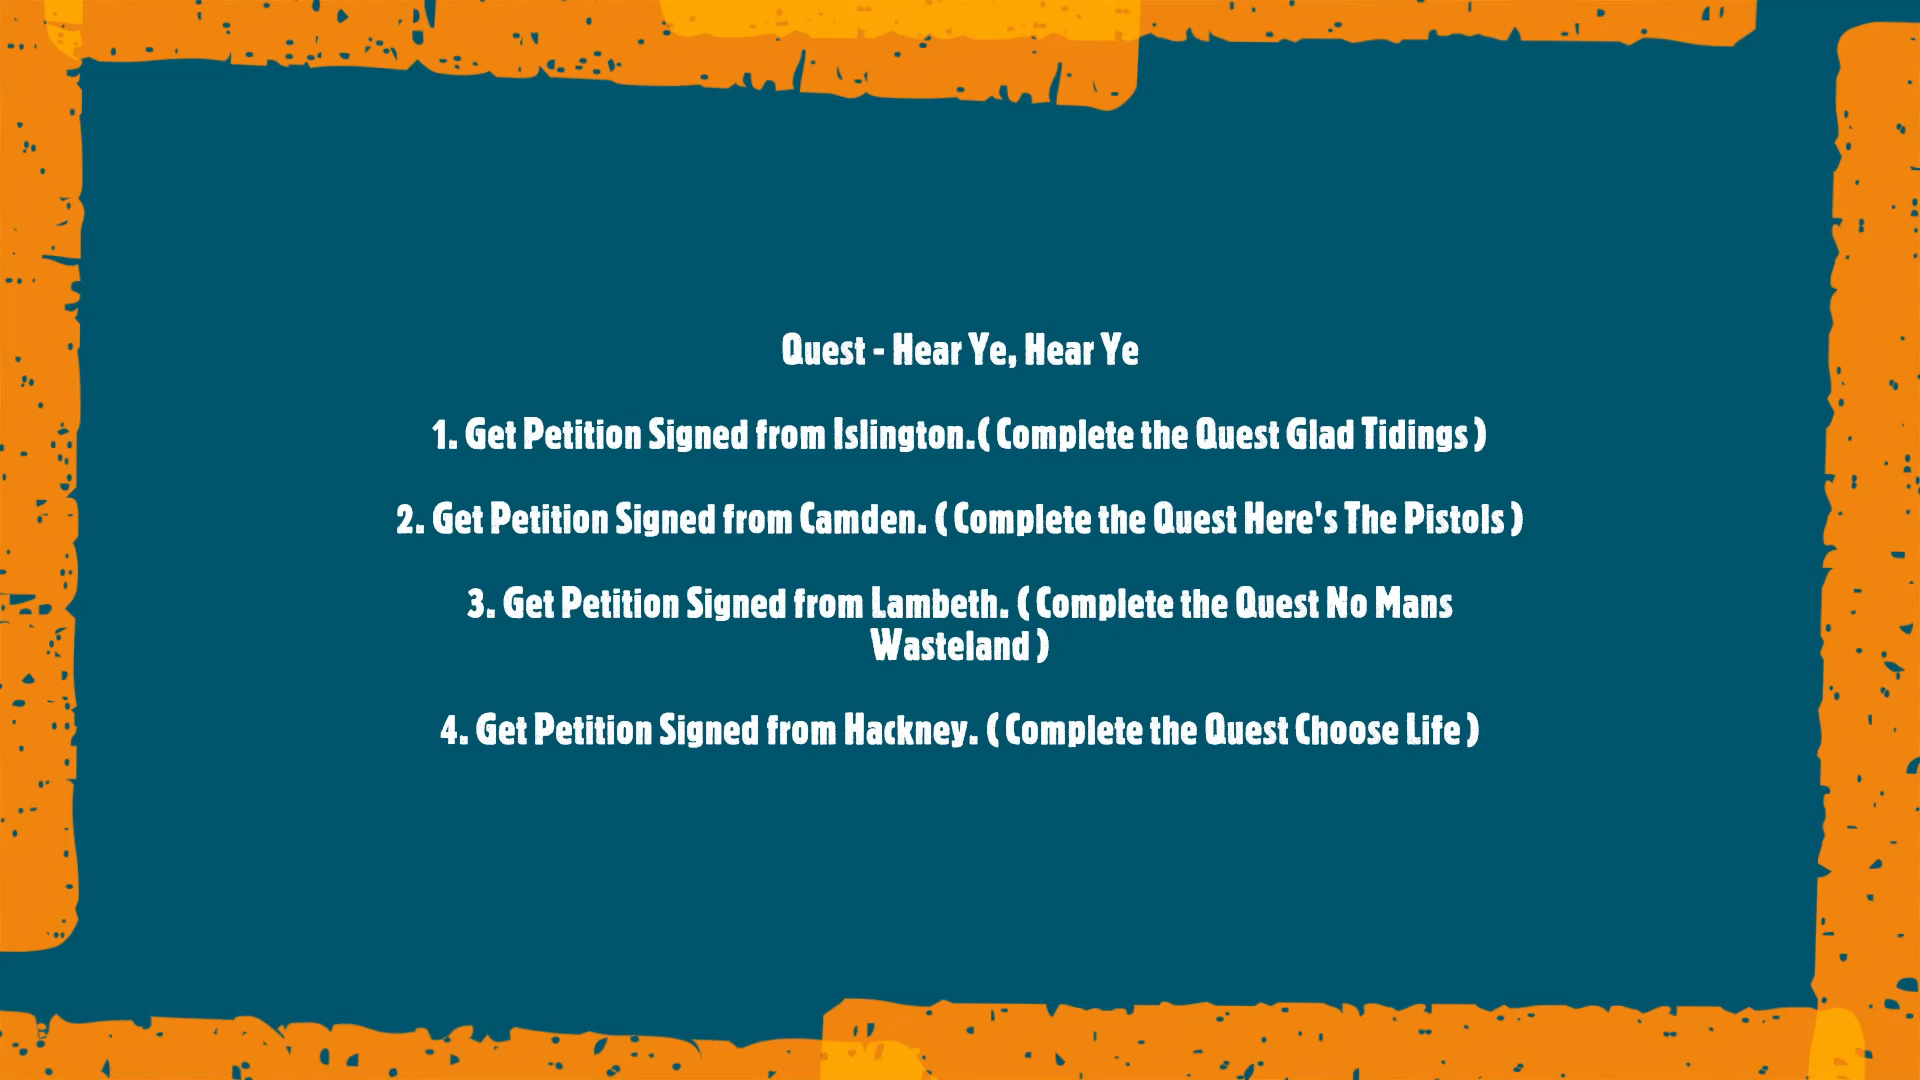 Quest - Hear Ye, Hear Ye
1. Get Petition Signed from Islington.( Complete the Quest Glad Tidings )
2. Get Petition Signed from Camden. ( Complete the Quest Here's The Pistols )
3. Get Petition Signed from Lambeth. ( Complete the Quest No Mans
Wasteland )
4. Get Petition Signed from Hackney. ( Complete the Quest Choose Life )